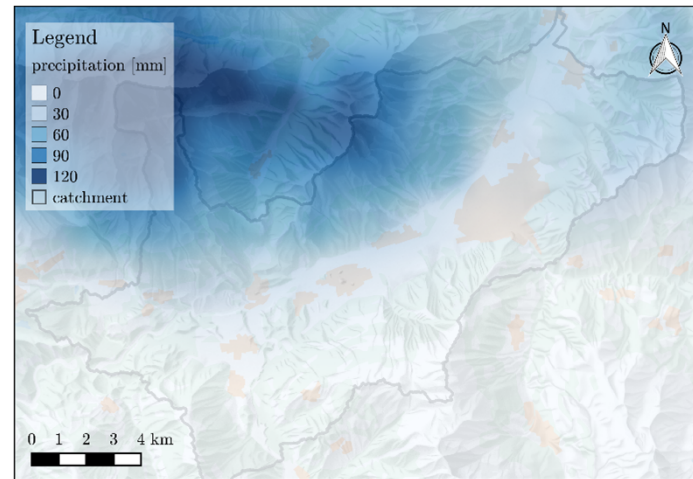 Legend
precipitation [mm]
0
30
60
90
120
catchment
N
0 1 2 3 4 km